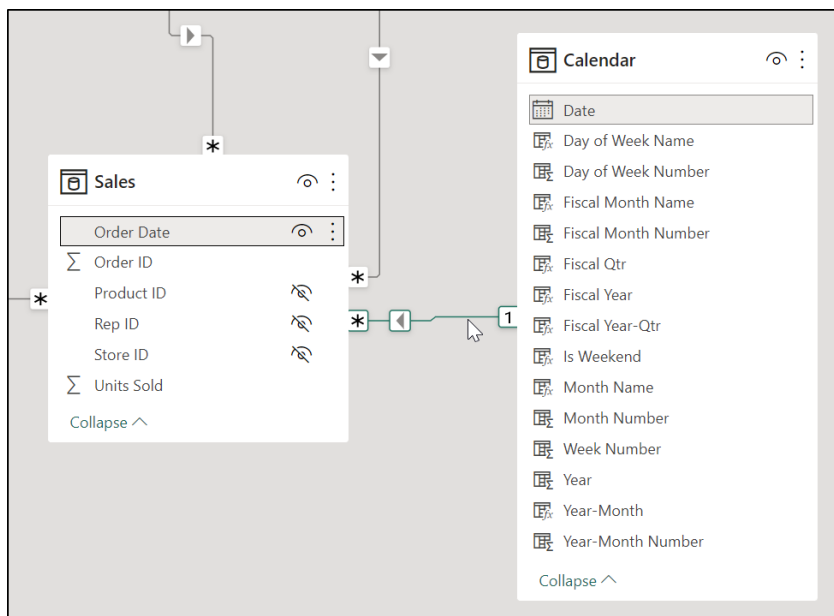 Sales
Order Date
Σ Order ID
Product ID
Rep ID
Store ID
Σ Units Sold
Collapse
*
*
*
*
1
Calendar
Date
Day of Week Name
Day of Week Number
Fiscal Month Name
Fiscal Month Number
Fiscal Qtr
Fiscal Year
Fiscal Year-Qtr
Is Weekend
Month Name
Month Number
Week Number
Year
Year-Month
Year-Month Number
Collapse